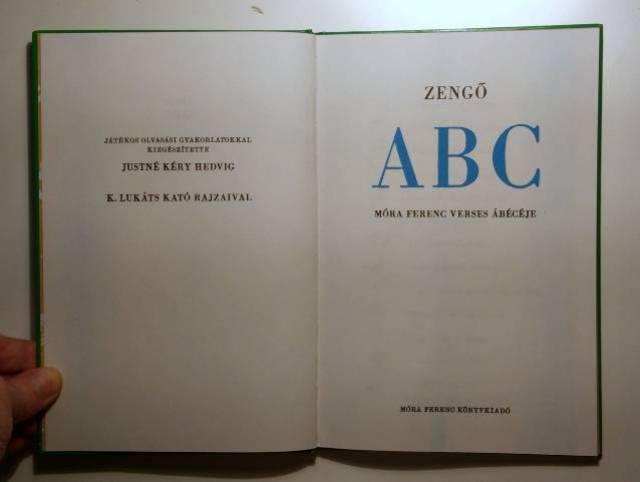 JÁTÉKOS OLVASÁSI GYAKORLATOKKAL
KIEGÉSZÍTETTE
JUSTNÉ KÉRY HEDVIG
K. LUKÁTS KATÓ RAJZAIVAL
ZENGŐ
ABC
MÓRA FERENC VERSES ÁBÉCÉJE
MÓRA FERENC KÖNYVKIADÓ